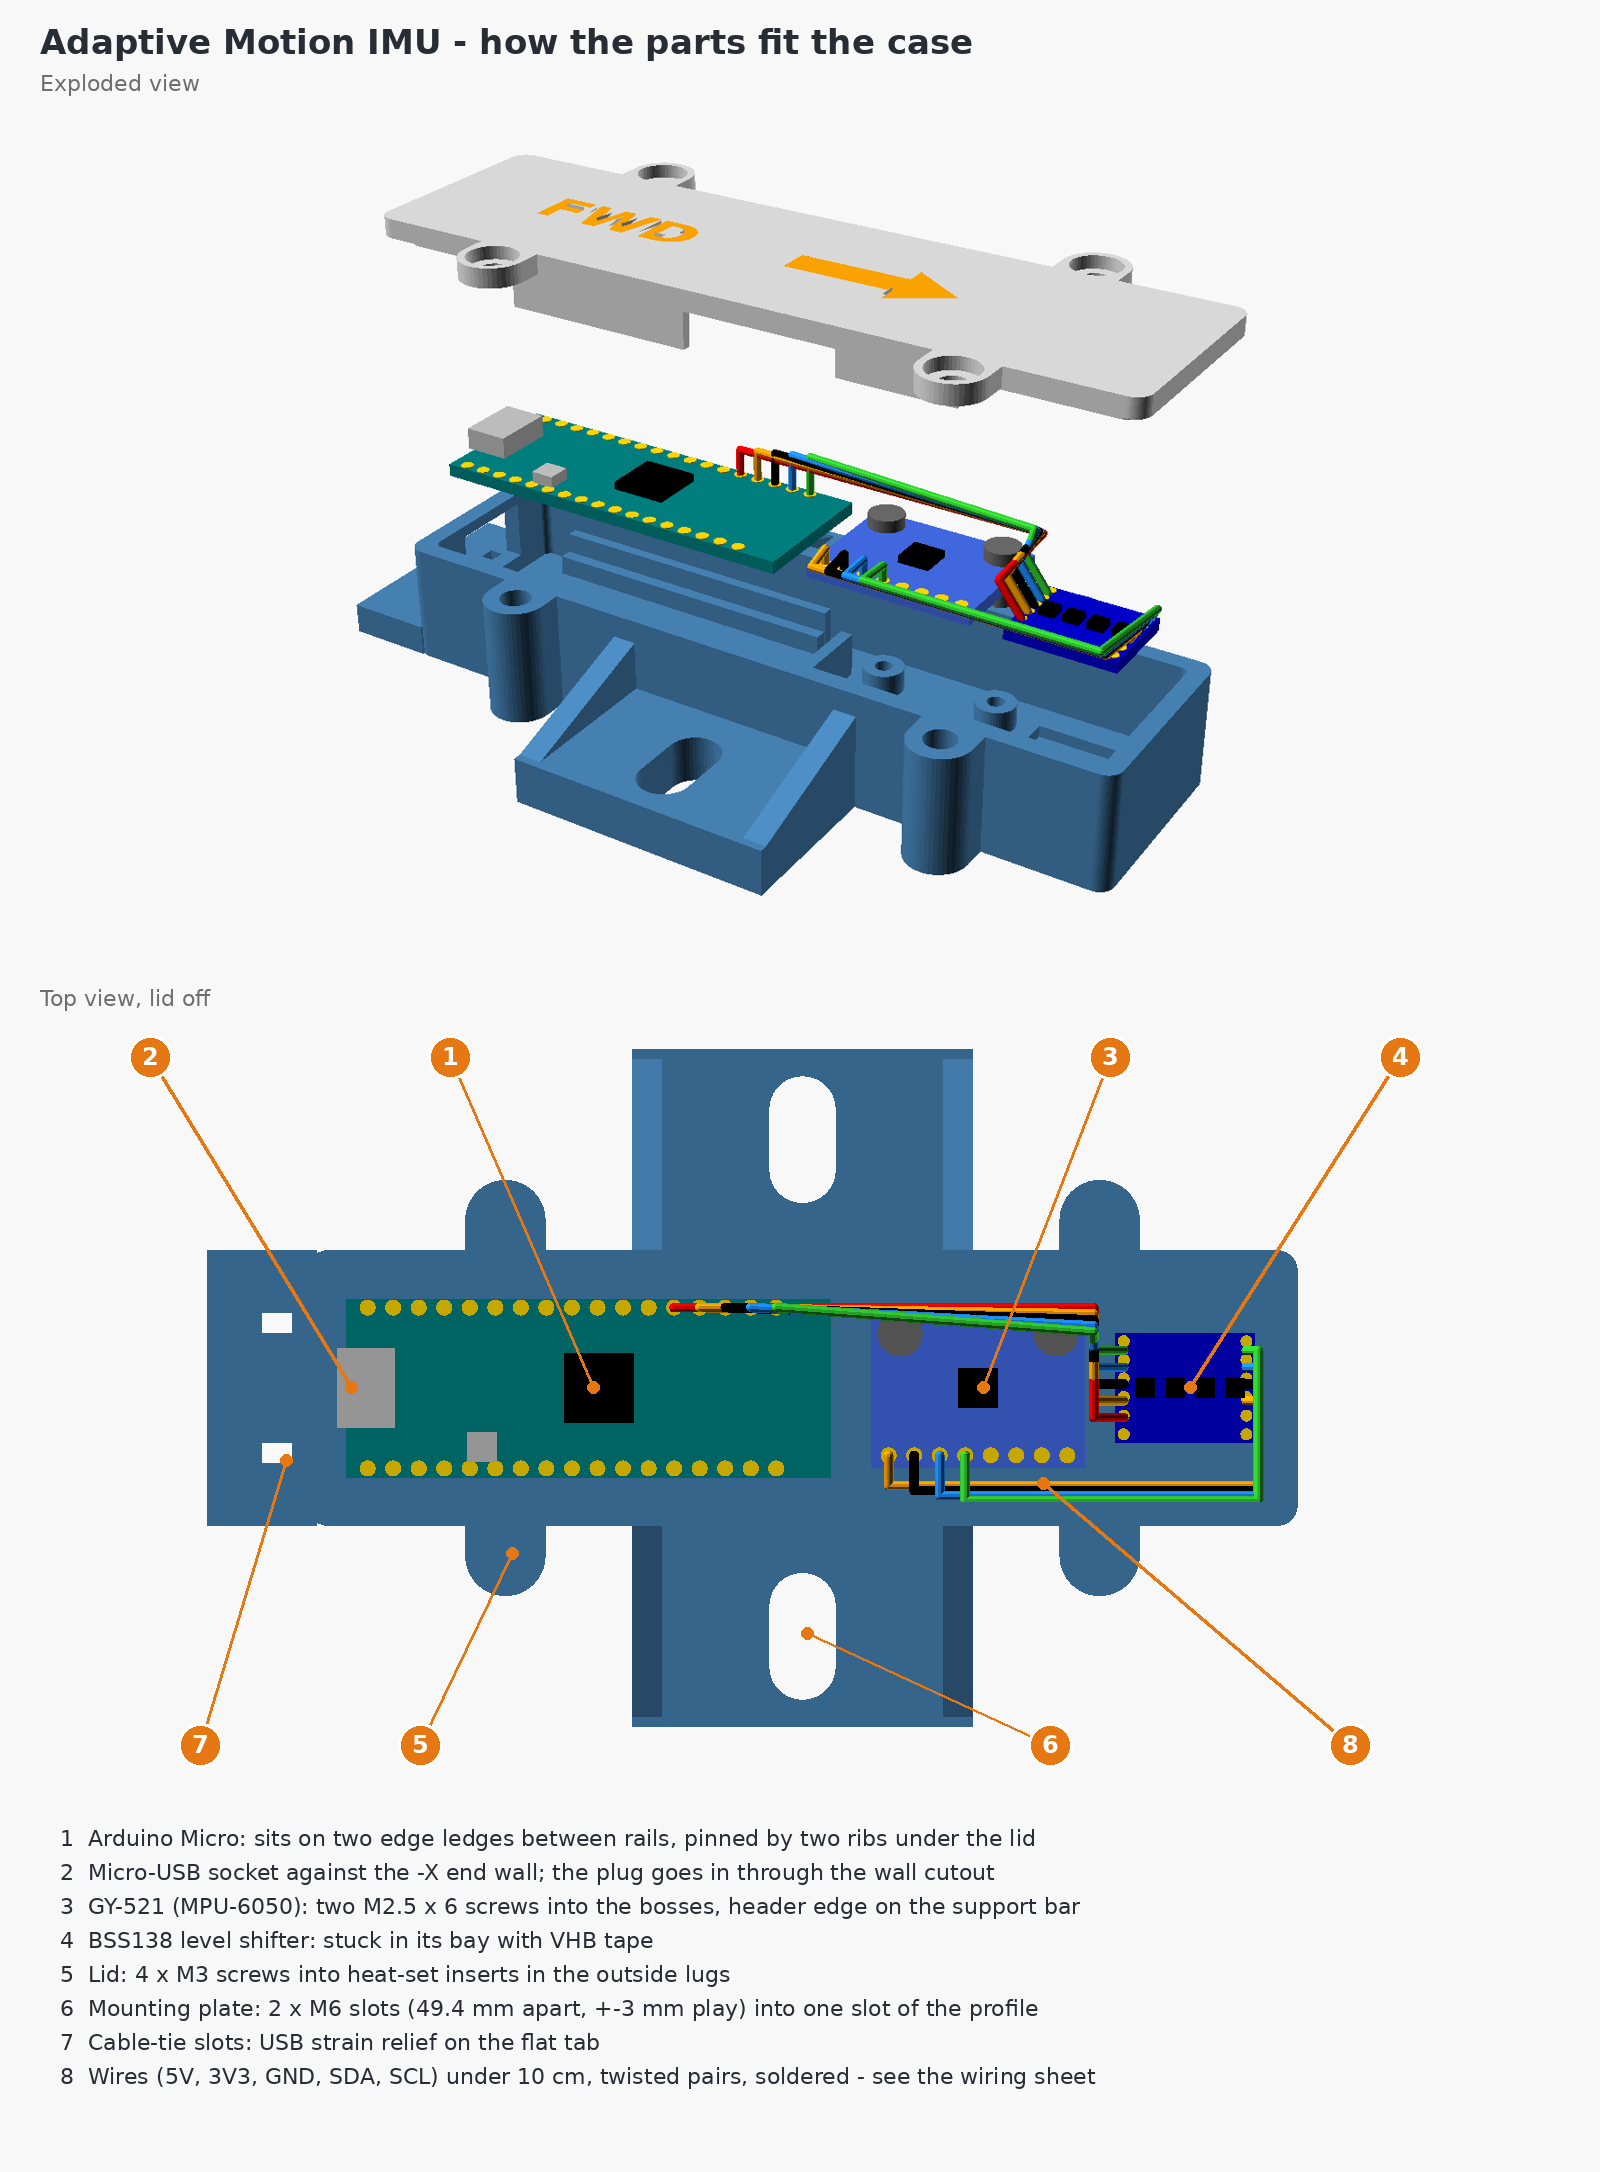 Adaptive Motion IMU - how the parts fit the case
Exploded view
FWD
Top view, lid off
2
1
3
4
7
5
6
8
1 Arduino Micro: sits on two edge ledges between rails, pinned by two ribs under the lid
2 Micro-USB socket against the -X end wall; the plug goes in through the wall cutout
3 GY-521 (MPU-6050): two M2.5 x 6 screws into the bosses, header edge on the support bar
4 BSS138 level shifter: stuck in its bay with VHB tape
5 Lid: 4 x M3 screws into heat-set inserts in the outside lugs
6 Mounting plate: 2 x M6 slots (49.4 mm apart, +-3 mm play) into one slot of the profile
7 Cable-tie slots: USB strain relief on the flat tab
8 Wires (5V, 3V3, GND, SDA, SCL) under 10 cm, twisted pairs, soldered - see the wiring sheet